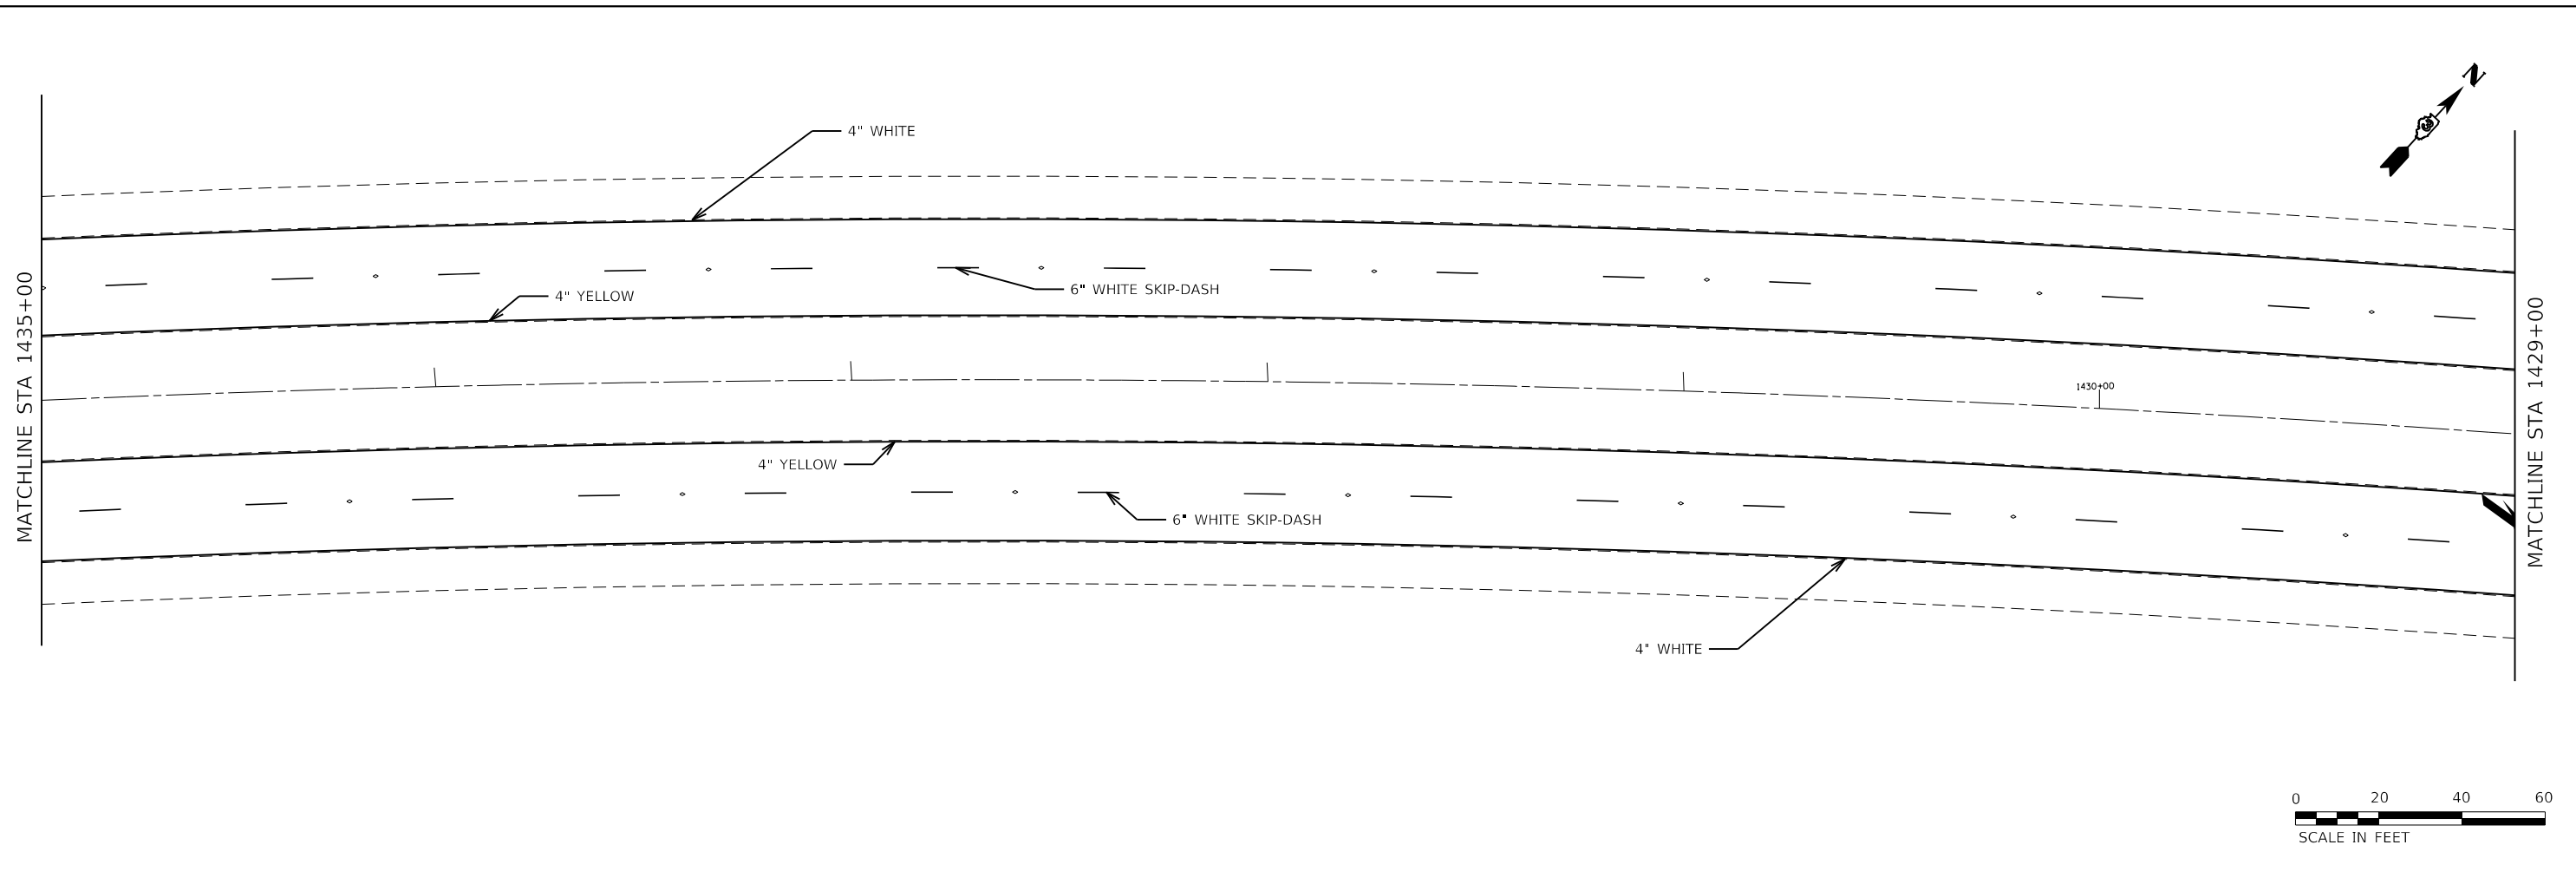 N
4" WHITE
6" WHITE SKIP-DASH
4" YELLOW
MATCHLINE STA 1435+00
MATCHLINE STA 1429+00
1430+00
4" YELLOW
6" WHITE SKIP-DASH
4" WHITE
0 20 40 60
SCALE IN FEET